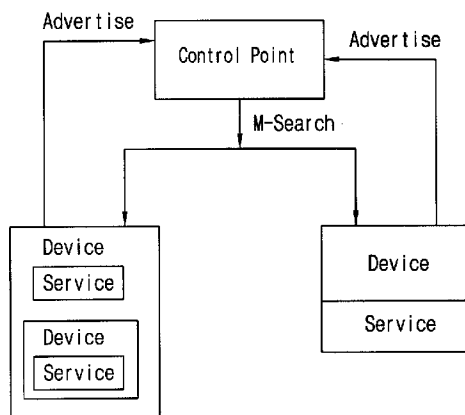 Advertise
Advertise
Control Point
M-Search
Device
Service
Device
Service
Device
Service